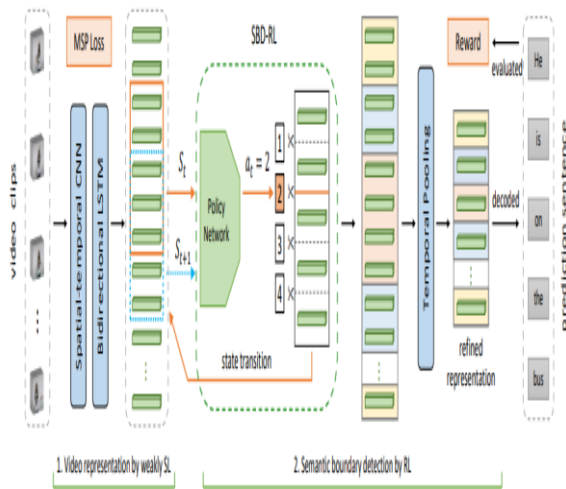 video clips
MSP Loss
Spatial-temporal CNN
Bidirectional LSTM
SBD-RL
S_t
S_{t+1}
Policy
Network
a_t = 2
1
2
3
4
state transition
Temporal Pooling
Reward
evaluated
decoded
refined
representation
He
is
on
the
bus
prediction sentence
1. Video representation by weakly SL
2. Semantic boundary detection by RL